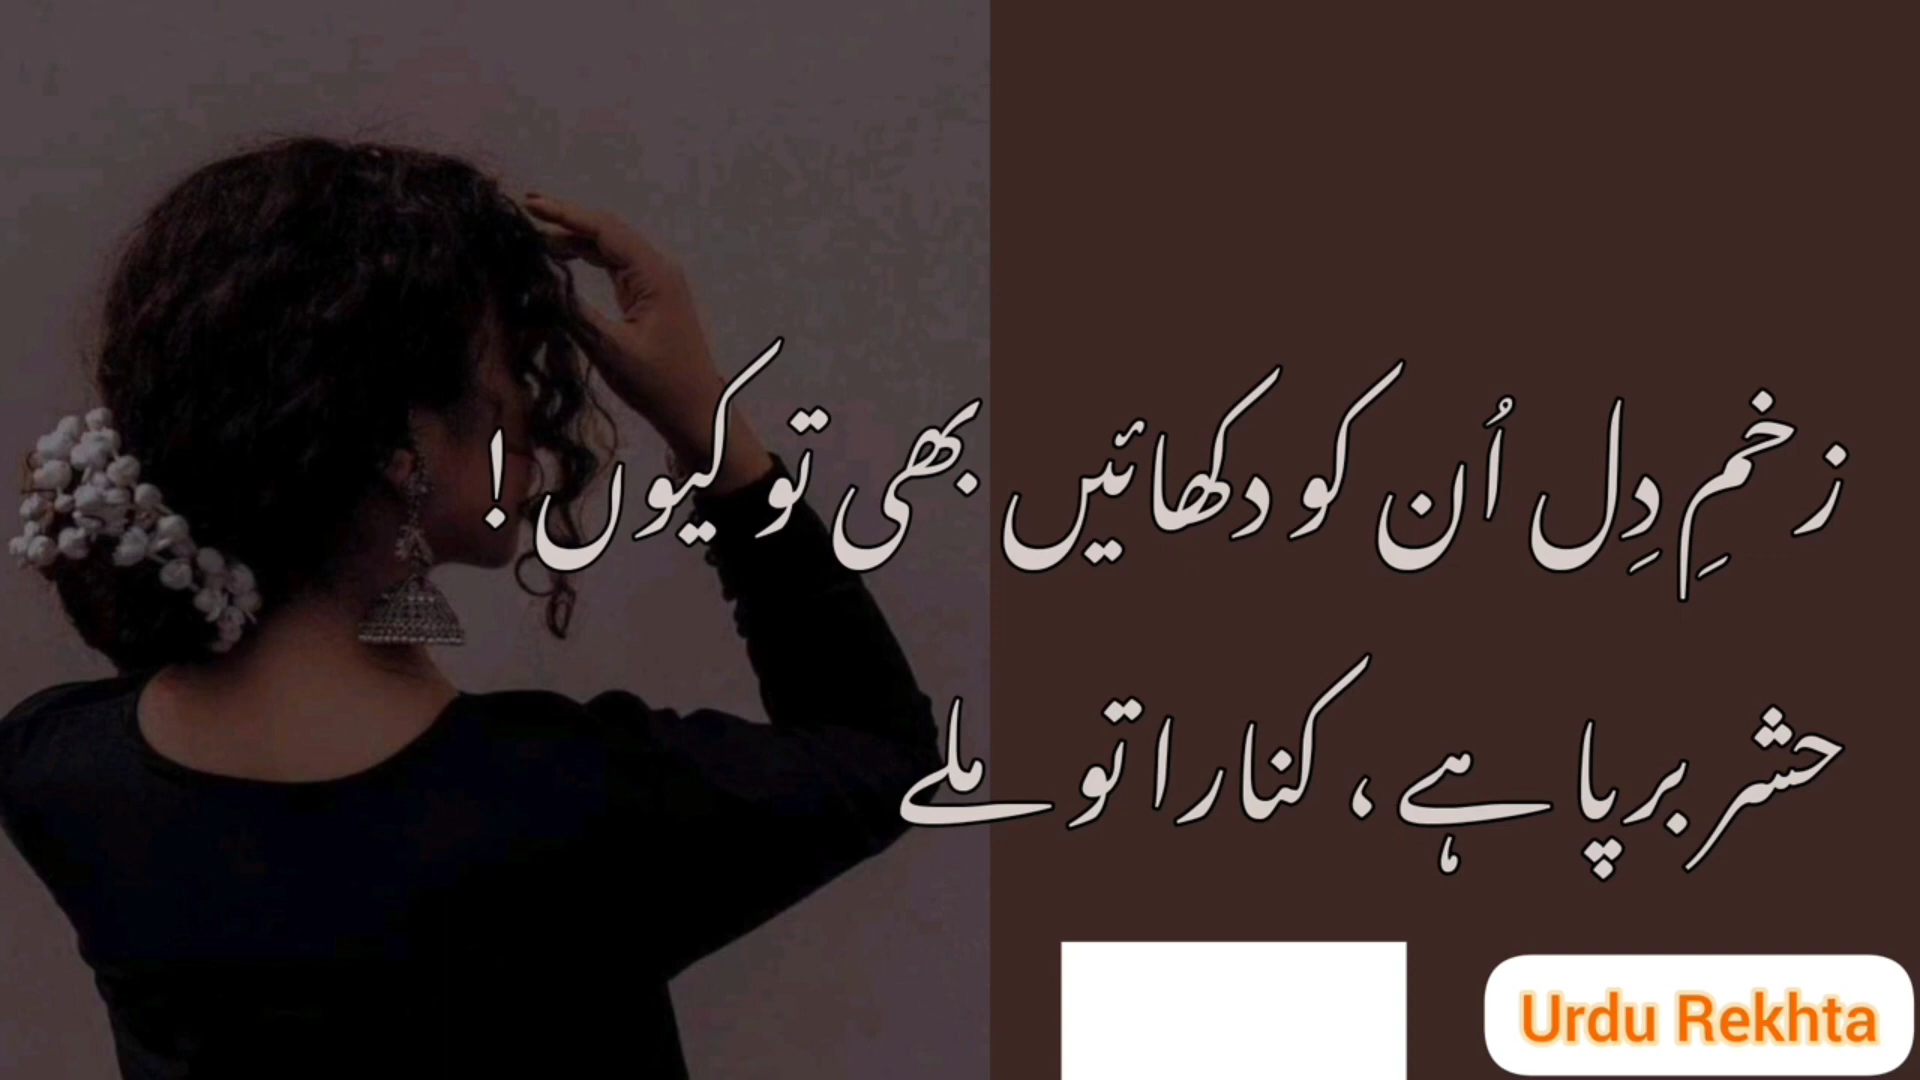 زخمِ دِل اُن کو دکھائیں بھی تو کیوں !
حشر برپا ہے ، کنارا تو ملے
Urdu Rekhta